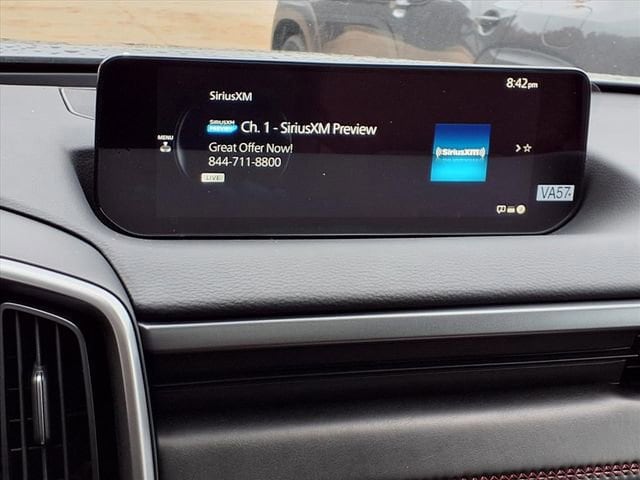 SiriusXM
8:42pm
SIRIUSXM
PREVIEW
Ch. 1 - SiriusXM Preview
MENU
Great Offer Now!
844-711-8800
LIVE
((SiriusXM))
VA57